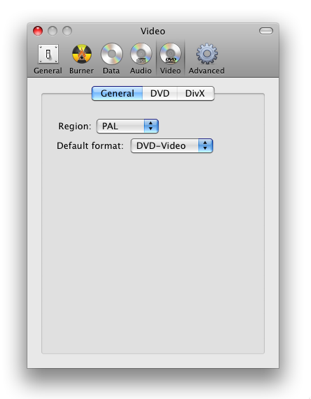 Video
General Burner Data Audio Video Advanced
General DVD DivX
Region: PAL
Default format: DVD-Video